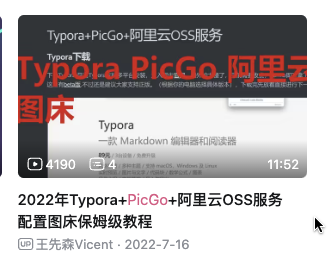 Typora+PicGo+阿里云OSS服务
Typora下载
Typora PicGo 阿里云
图床
Typora
一款 Markdown 编辑器和阅读器
4190
4
11:52
2022年Typora+PicGo+阿里云OSS服务
配置图床保姆级教程
UP 王先森Vicent · 2022-7-16